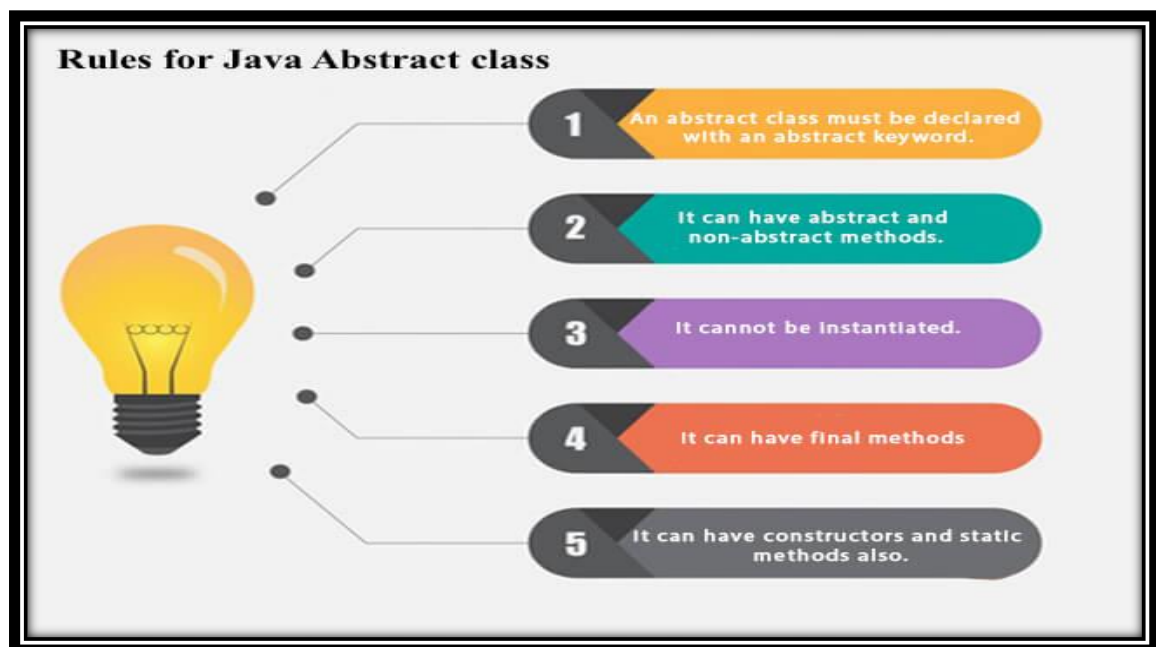 Rules for Java Abstract class
1
An abstract class must be declared
with an abstract keyword.
2
It can have abstract and
non-abstract methods.
3
It cannot be instantiated.
4
It can have final methods
5
It can have constructors and static
methods also.